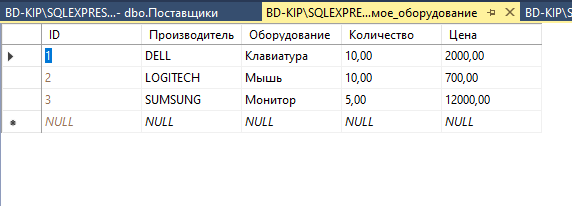 BD-KIP\SQLEXPRES...- dbo.Поставщики BD-KIP\SQLEXPRE...мое_оборудование BD-KIP\S
ID Производитель Оборудование Количество Цена
1 DELL Клавиатура 10,00 2000,00
2 LOGITECH Мышь 10,00 700,00
3 SUMSUNG Монитор 5,00 12000,00
NULL NULL NULL NULL NULL